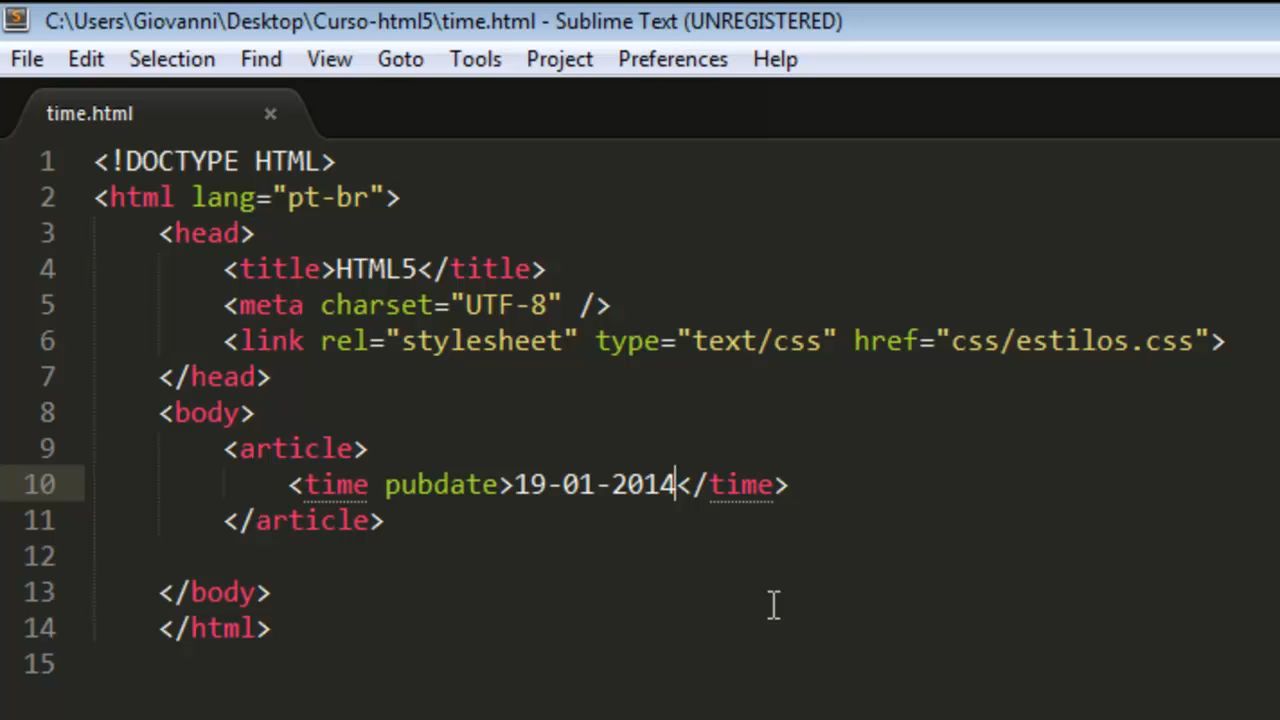 C:\Users\Giovanni\Desktop\Curso-html5\time.html - Sublime Text (UNREGISTERED)
File Edit Selection Find View Goto Tools Project Preferences Help
time.html ×
1 <!DOCTYPE HTML>
2 <html lang="pt-br">
3 <head>
4 <title>HTML5</title>
5 <meta charset="UTF-8" />
6 <link rel="stylesheet" type="text/css" href="css/estilos.css">
7 </head>
8 <body>
9 <article>
10 <time pubdate>19-01-2014</time>
11 </article>
12
13 </body>
14 </html>
15